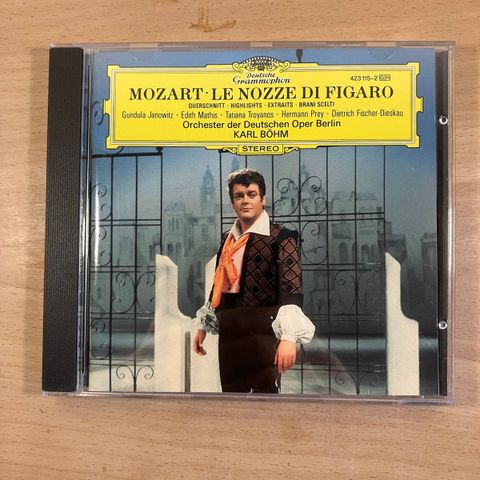 Deutsche
Grammophon
423 115-2 GH
MOZART · LE NOZZE DI FIGARO
QUERSCHNITT · HIGHLIGHTS · EXTRAITS · BRANI SCELTI
Gundula Janowitz · Edith Mathis · Tatiana Troyanos · Hermann Prey · Dietrich Fischer-Dieskau
Orchester der Deutschen Oper Berlin
KARL BÖHM
STEREO